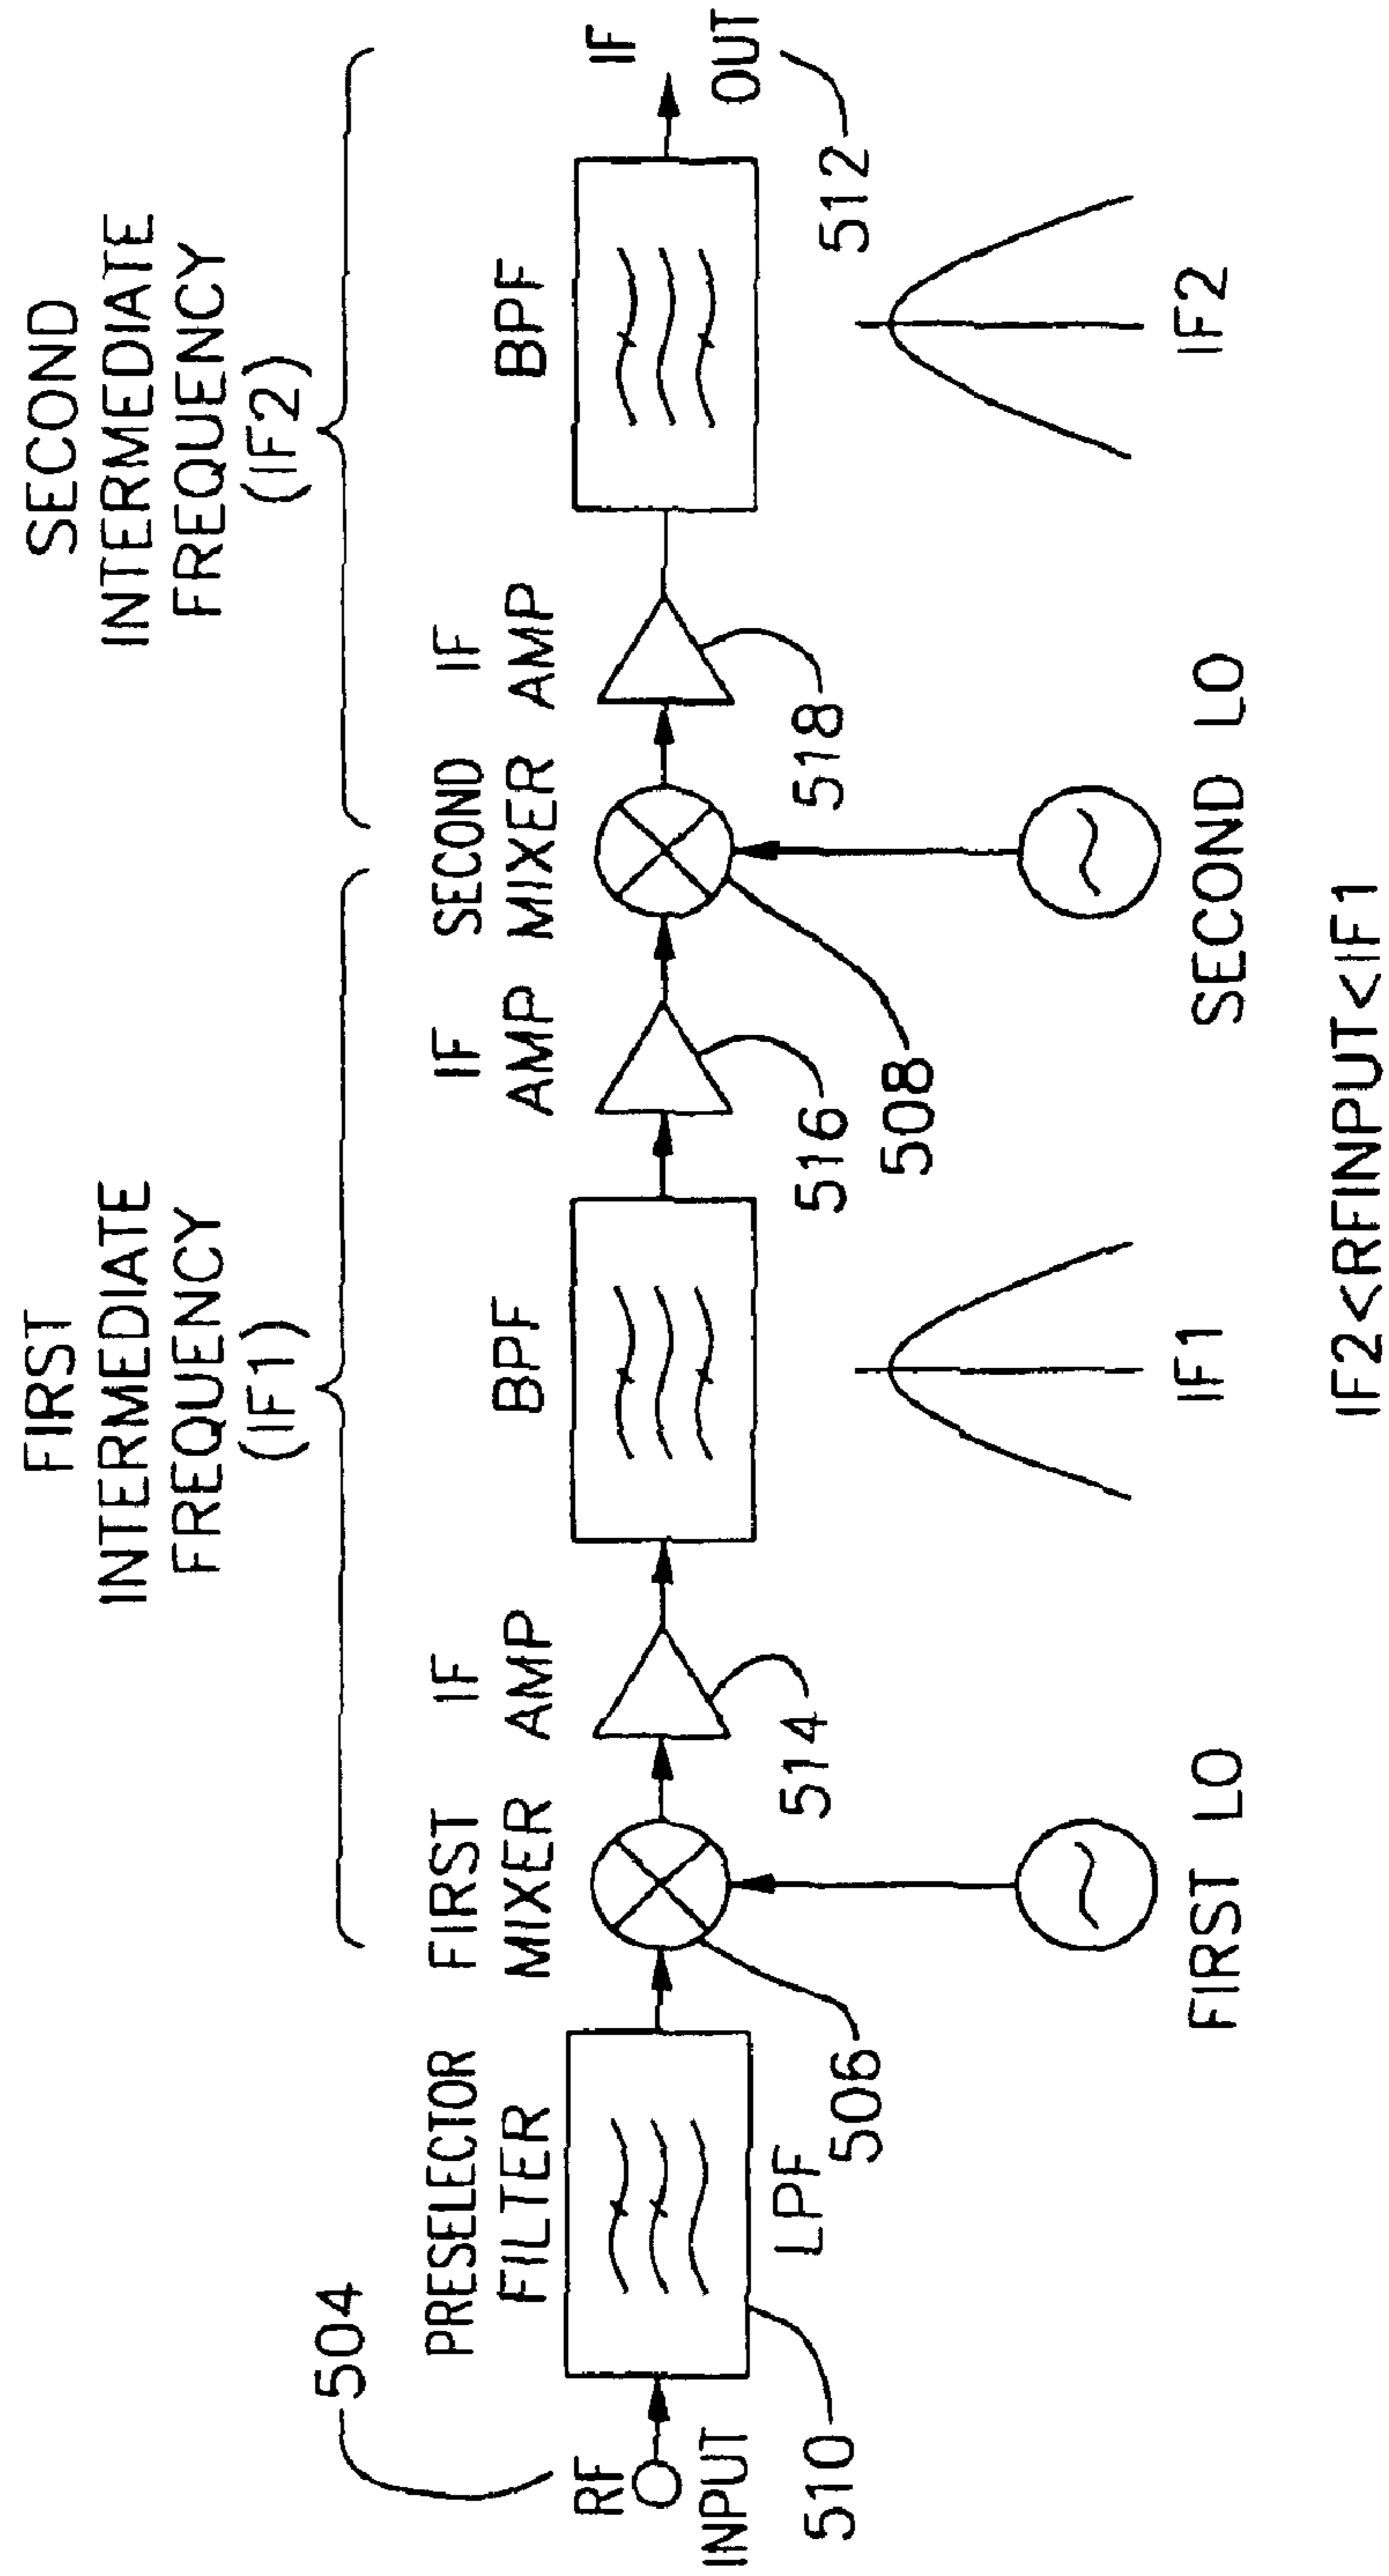 FIRST
INTERMEDIATE
FREQUENCY
(IF1)
SECOND
INTERMEDIATE
FREQUENCY
(IF2)
504
PRESELECTOR
FILTER
FIRST
MIXER
IF
AMP
BPF
IF
AMP
SECOND
MIXER
IF
AMP
BPF
RF
INPUT
IF
OUT
510
LPF
506
514
516
508
518
512
FIRST LO
IF1
SECOND LO
IF2
IF2<RFINPUT<IF1